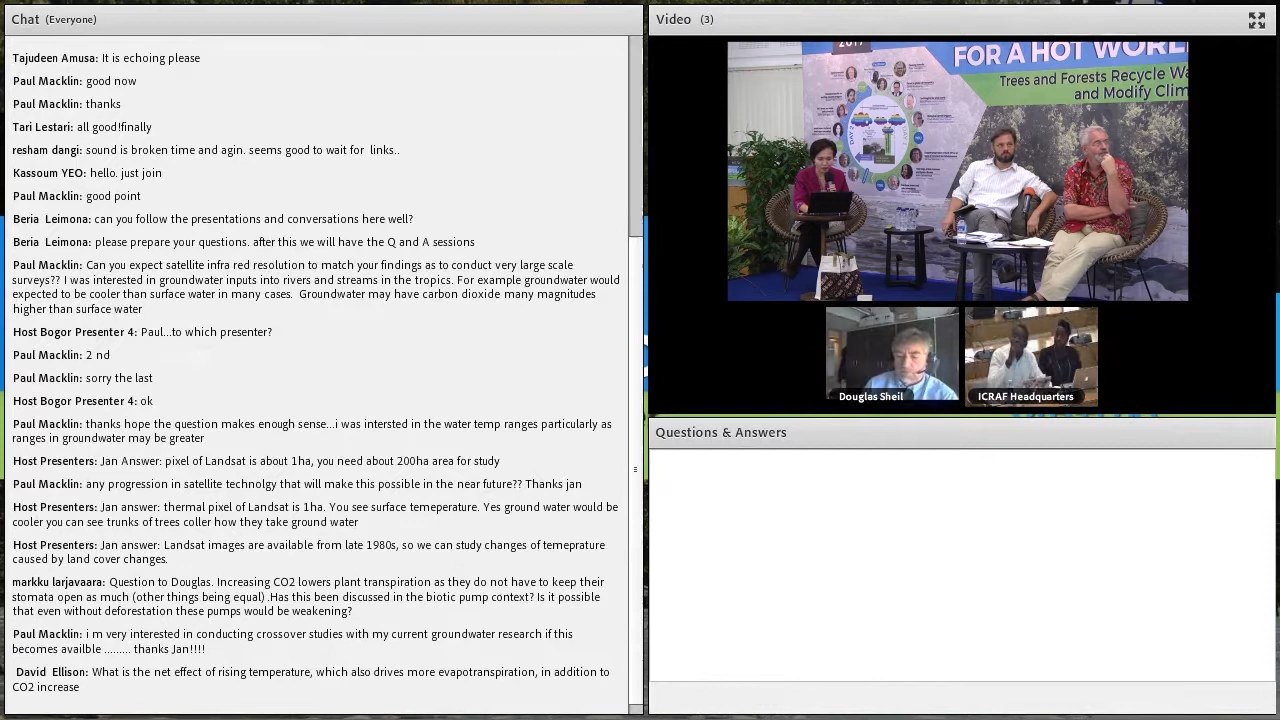 Chat (Everyone)
Tajudeen Amusa: It is echoing please
Paul Macklin: good now
Paul Macklin: thanks
Tari Lestari: all good!finally
resham dangi: sound is broken time and agin. seems good to wait for links..
Kassoum YEO: hello. just join
Paul Macklin: good point
Beria Leimona: can you follow the presentations and conversations here well?
Beria Leimona: please prepare your questions. after this we will have the Q and A sessions
Paul Macklin: Can you expect satellite infra red resolution to match your findings as to conduct very large scale
surveys?? I was interested in groundwater inputs into rivers and streams in the tropics. For example groundwater would
expected to be cooler than surface water in many cases. Groundwater may have carbon dioxide many magnitudes
higher than surface water
Host Bogor Presenter 4: Paul...to which presenter?
Paul Macklin: 2 nd
Paul Macklin: sorry the last
Host Bogor Presenter 4: ok
Paul Macklin: thanks hope the question makes enough sense...i was intersted in the water temp ranges particularly as
ranges in groundwater may be greater
Host Presenters: Jan Answer: pixel of Landsat is about 1ha, you need about 200ha area for study
Paul Macklin: any progression in satellite technolgy that will make this possible in the near future?? Thanks jan
Host Presenters: Jan answer: thermal pixel of Landsat is 1ha. You see surface temeperature. Yes ground water would be
cooler you can see trunks of trees coller how they take ground water
Host Presenters: Jan answer: Landsat images are available from late 1980s, so we can study changes of temeprature
caused by land cover changes.
markku larjavaara: Question to Douglas. Increasing CO2 lowers plant transpiration as they do not have to keep their
stomata open as much (other things being equal) .Has this been discussed in the biotic pump context? Is it possible
that even without deforestation these pumps would be weakening?
Paul Macklin: i m very interested in conducting crossover studies with my current groundwater research if this
becomes availble ......... thanks Jan!!!!
David Ellison: What is the net effect of rising temperature, which also drives more evapotranspiration, in addition to
CO2 increase
Video (3)
2017
FOR A HOT WORL
Trees and Forests Recycle Wa
and Modify Clim
Douglas Sheil
ICRAF Headquarters
Questions & Answers